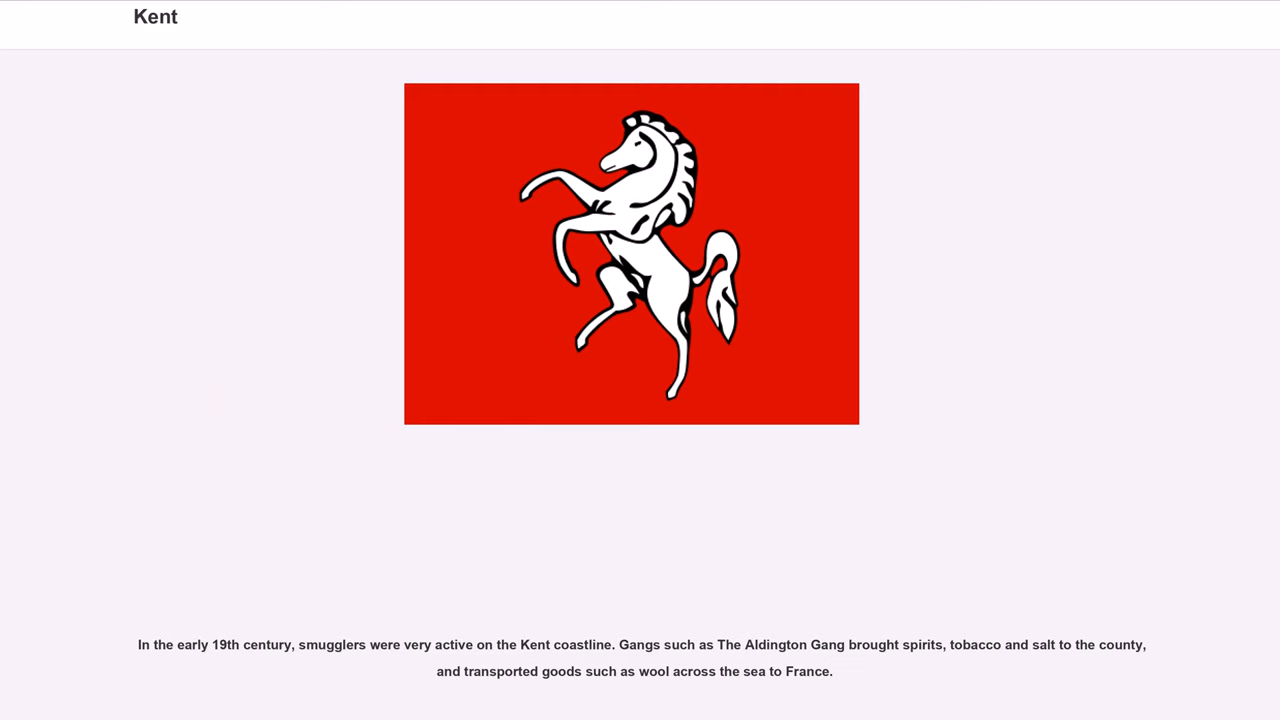 Kent
In the early 19th century, smugglers were very active on the Kent coastline. Gangs such as The Aldington Gang brought spirits, tobacco and salt to the county,
and transported goods such as wool across the sea to France.